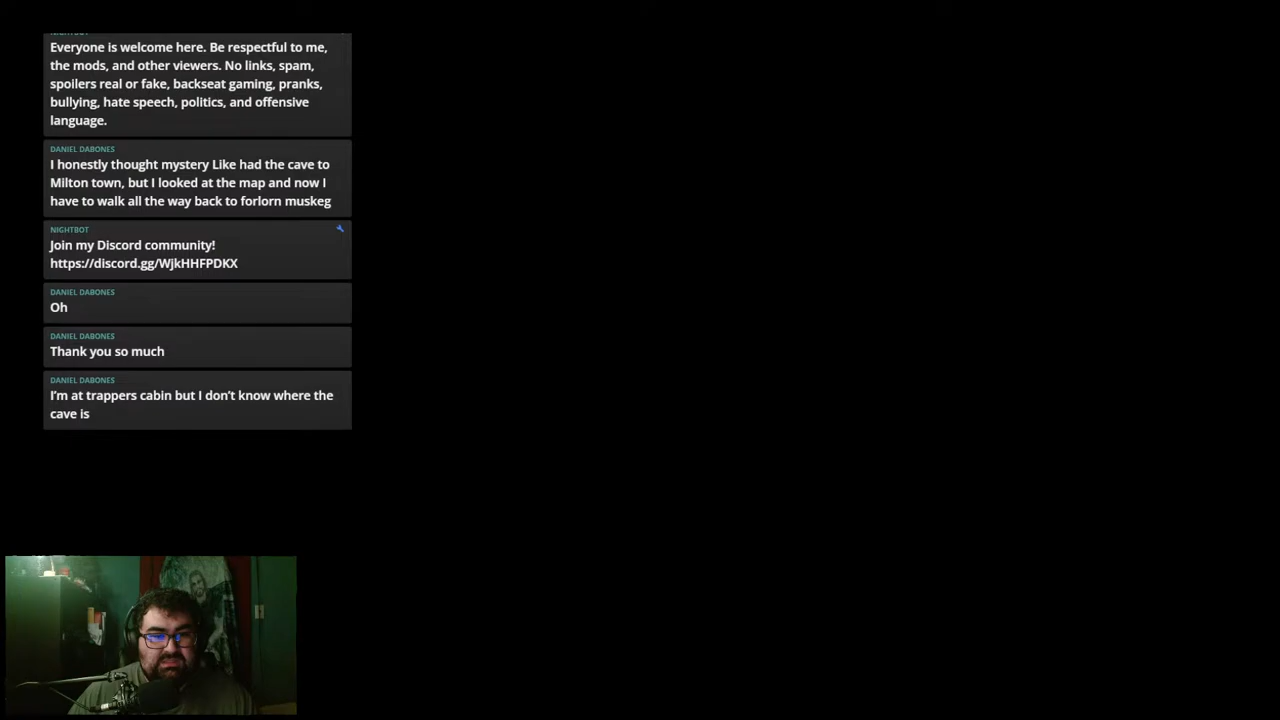 Everyone is welcome here. Be respectful to me,
the mods, and other viewers. No links, spam,
spoilers real or fake, backseat gaming, pranks,
bullying, hate speech, politics, and offensive
language.
DANIEL DABONES
I honestly thought mystery Like had the cave to
Milton town, but I looked at the map and now I
have to walk all the way back to forlorn muskeg
NIGHTBOT
Join my Discord community!
https://discord.gg/WjkHHFPDKX
DANIEL DABONES
Oh
DANIEL DABONES
Thank you so much
DANIEL DABONES
I’m at trappers cabin but I don’t know where the
cave is